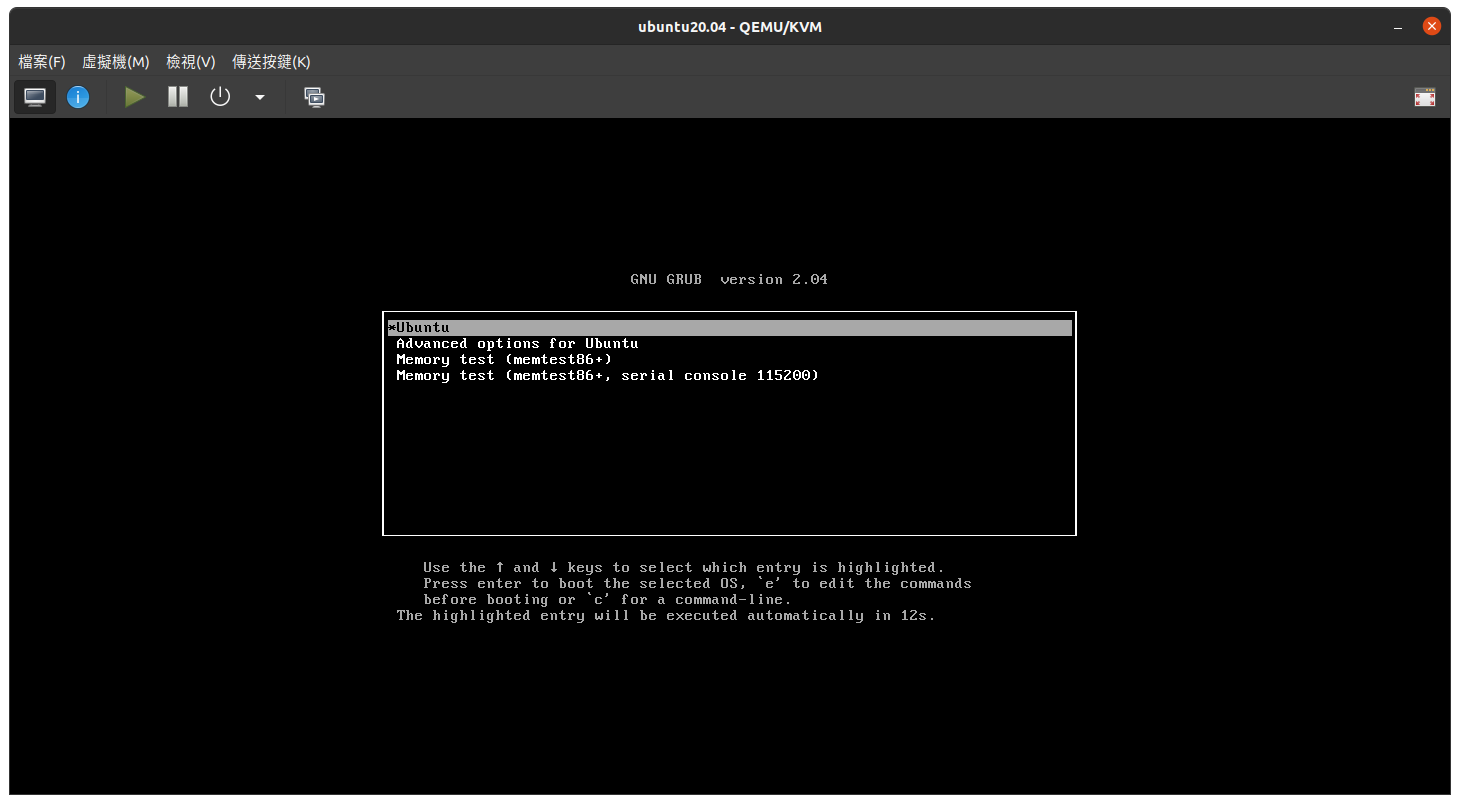 ubuntu20.04 - QEMU/KVM
檔案(F) 虛擬機(M) 檢視(V) 傳送按鍵(K)
GNU GRUB  version 2.04
*Ubuntu
Advanced options for Ubuntu
Memory test (memtest86+)
Memory test (memtest86+, serial console 115200)
Use the ↑ and ↓ keys to select which entry is highlighted.
Press enter to boot the selected OS, `e' to edit the commands
before booting or `c' for a command-line.
The highlighted entry will be executed automatically in 12s.